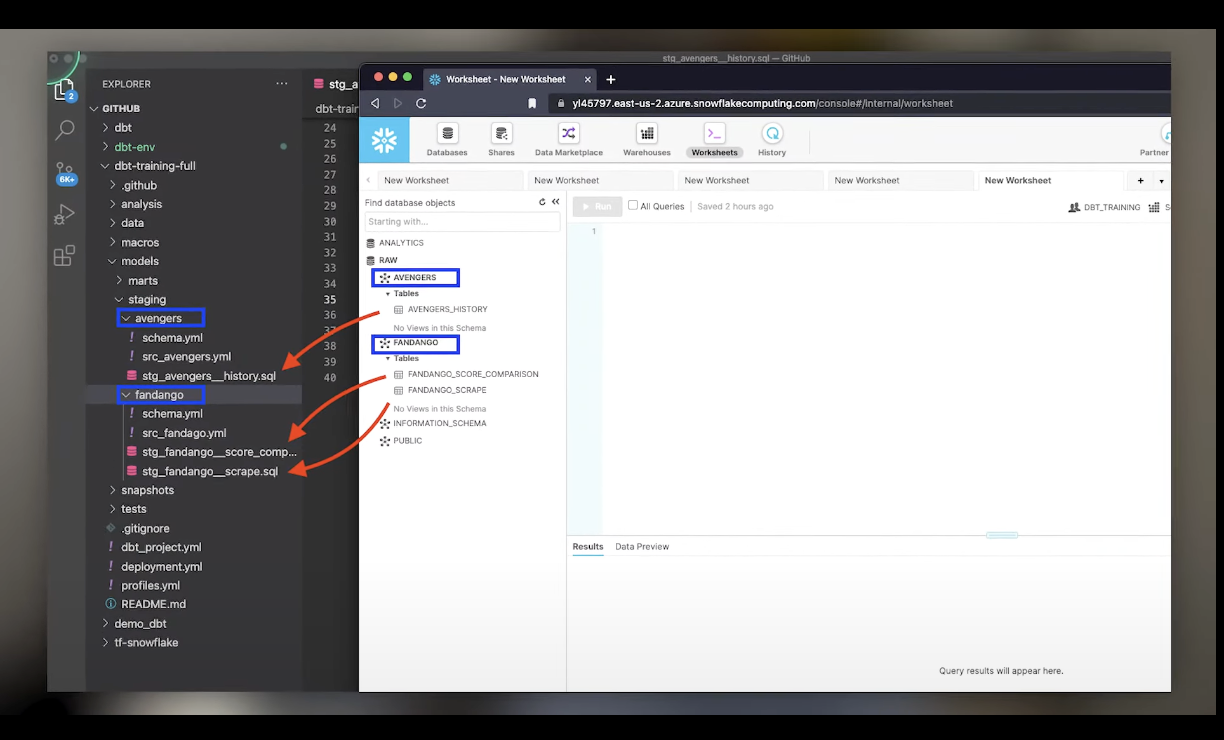 stg_avengers__history.sql — GitHub
EXPLORER
GITHUB
dbt
dbt-env
dbt-training-full
.github
analysis
data
macros
models
marts
staging
avengers
schema.yml
src_avengers.yml
stg_avengers__history.sql
fandango
schema.yml
src_fandago.yml
stg_fandango__score_comp...
stg_fandango__scrape.sql
snapshots
tests
.gitignore
dbt_project.yml
deployment.yml
profiles.yml
README.md
demo_dbt
tf-snowflake
2
6K+
stg_a
dbt-train
24
25
26
27
28
29
30
31
32
33
34
35
36
37
38
39
40
Worksheet - New Worksheet
yl45797.east-us-2.azure.snowflakecomputing.com/console#/internal/worksheet
Databases Shares Data Marketplace Warehouses Worksheets History Partner
New Worksheet New Worksheet New Worksheet New Worksheet New Worksheet
Find database objects
Starting with...
ANALYTICS
RAW
AVENGERS
Tables
AVENGERS_HISTORY
No Views in this Schema
FANDANGO
Tables
FANDANGO_SCORE_COMPARISON
FANDANGO_SCRAPE
No Views in this Schema
INFORMATION_SCHEMA
PUBLIC
Run All Queries Saved 2 hours ago DBT_TRAINING
1
Results Data Preview
Query results will appear here.